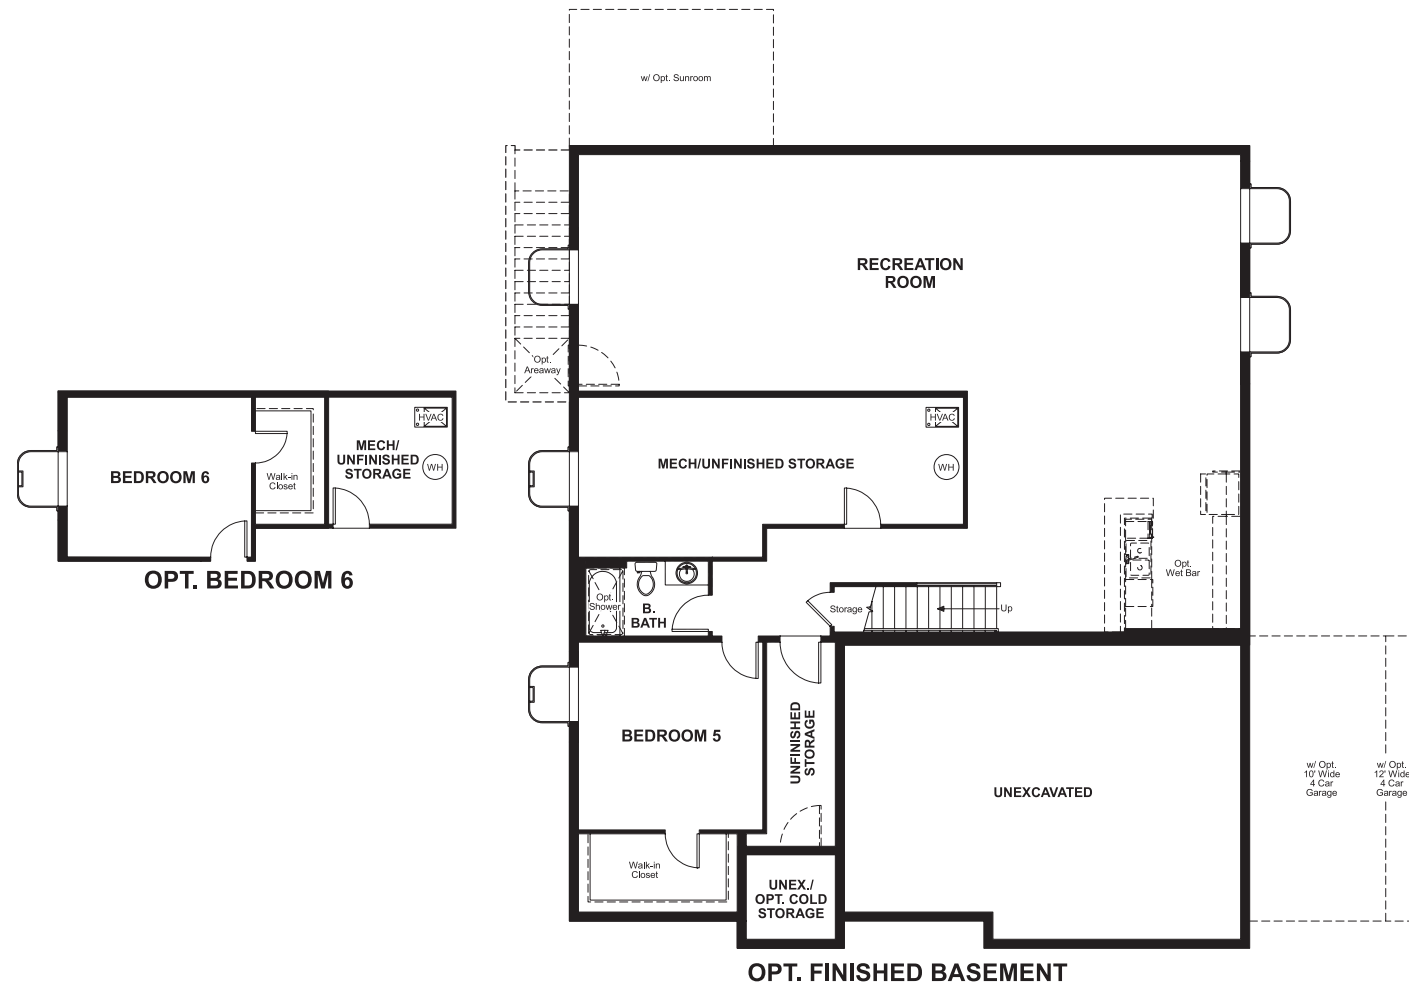 w/ Opt. Sunroom
RECREATION
ROOM
Opt.
Areaway
HVAC
MECH/
UNFINISHED
STORAGE
WH
BEDROOM 6
Walk-in
Closet
OPT. BEDROOM 6
HVAC
MECH/UNFINISHED STORAGE
WH
Opt.
Wet Bar
C
C
Opt.
Shower
B.
BATH
Storage
Up
BEDROOM 5
UNFINISHED
STORAGE
UNEXCAVATED
w/ Opt.
10' Wide
4 Car
Garage
w/ Opt.
12' Wide
4 Car
Garage
Walk-in
Closet
UNEX./
OPT. COLD
STORAGE
OPT. FINISHED BASEMENT